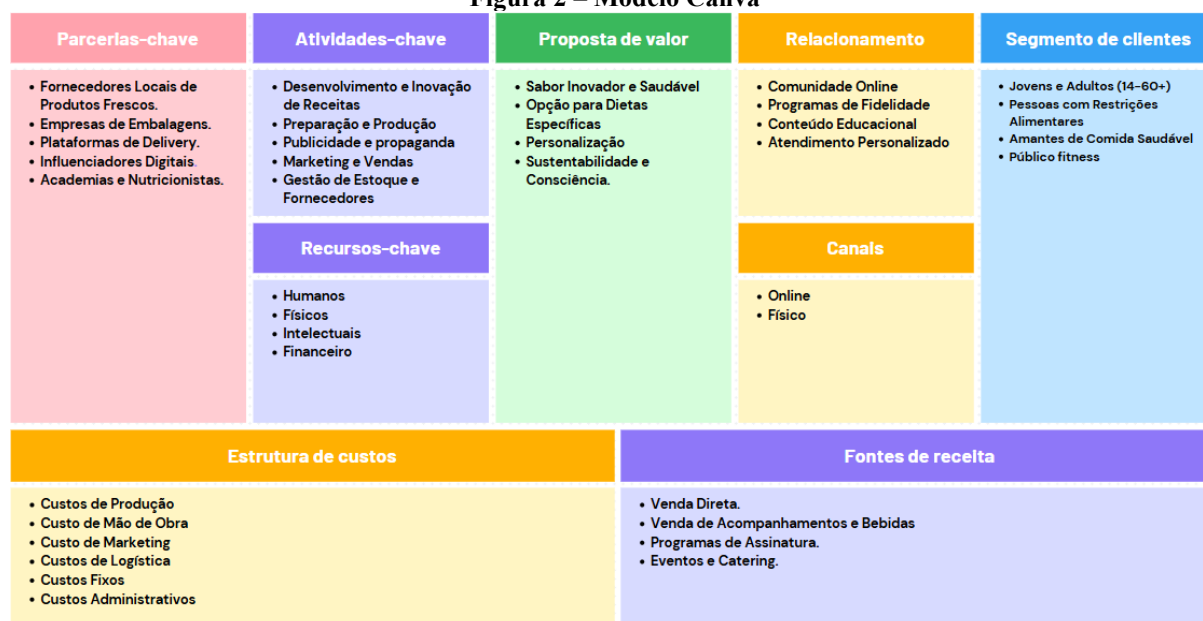 Figura 2 – Modelo Canva
Parcerias-chave
• Fornecedores Locais de
Produtos Frescos.
• Empresas de Embalagens.
• Plataformas de Delivery.
• Influenciadores Digitais.
• Academias e Nutricionistas.
Atividades-chave
• Desenvolvimento e Inovação
de Receitas
• Preparação e Produção
• Publicidade e propaganda
• Marketing e Vendas
• Gestão de Estoque e
Fornecedores
Recursos-chave
• Humanos
• Físicos
• Intelectuais
• Financeiro
Proposta de valor
• Sabor Inovador e Saudável
• Opção para Dietas
Específicas
• Personalização
• Sustentabilidade e
Consciência.
Relacionamento
• Comunidade Online
• Programas de Fidelidade
• Conteúdo Educacional
• Atendimento Personalizado
Canais
• Online
• Físico
Segmento de clientes
• Jovens e Adultos (14-60+)
• Pessoas com Restrições
Alimentares
• Amantes de Comida Saudável
• Público fitness
Estrutura de custos
• Custos de Produção
• Custo de Mão de Obra
• Custo de Marketing
• Custos de Logística
• Custos Fixos
• Custos Administrativos
Fontes de receita
• Venda Direta.
• Venda de Acompanhamentos e Bebidas
• Programas de Assinatura.
• Eventos e Catering.